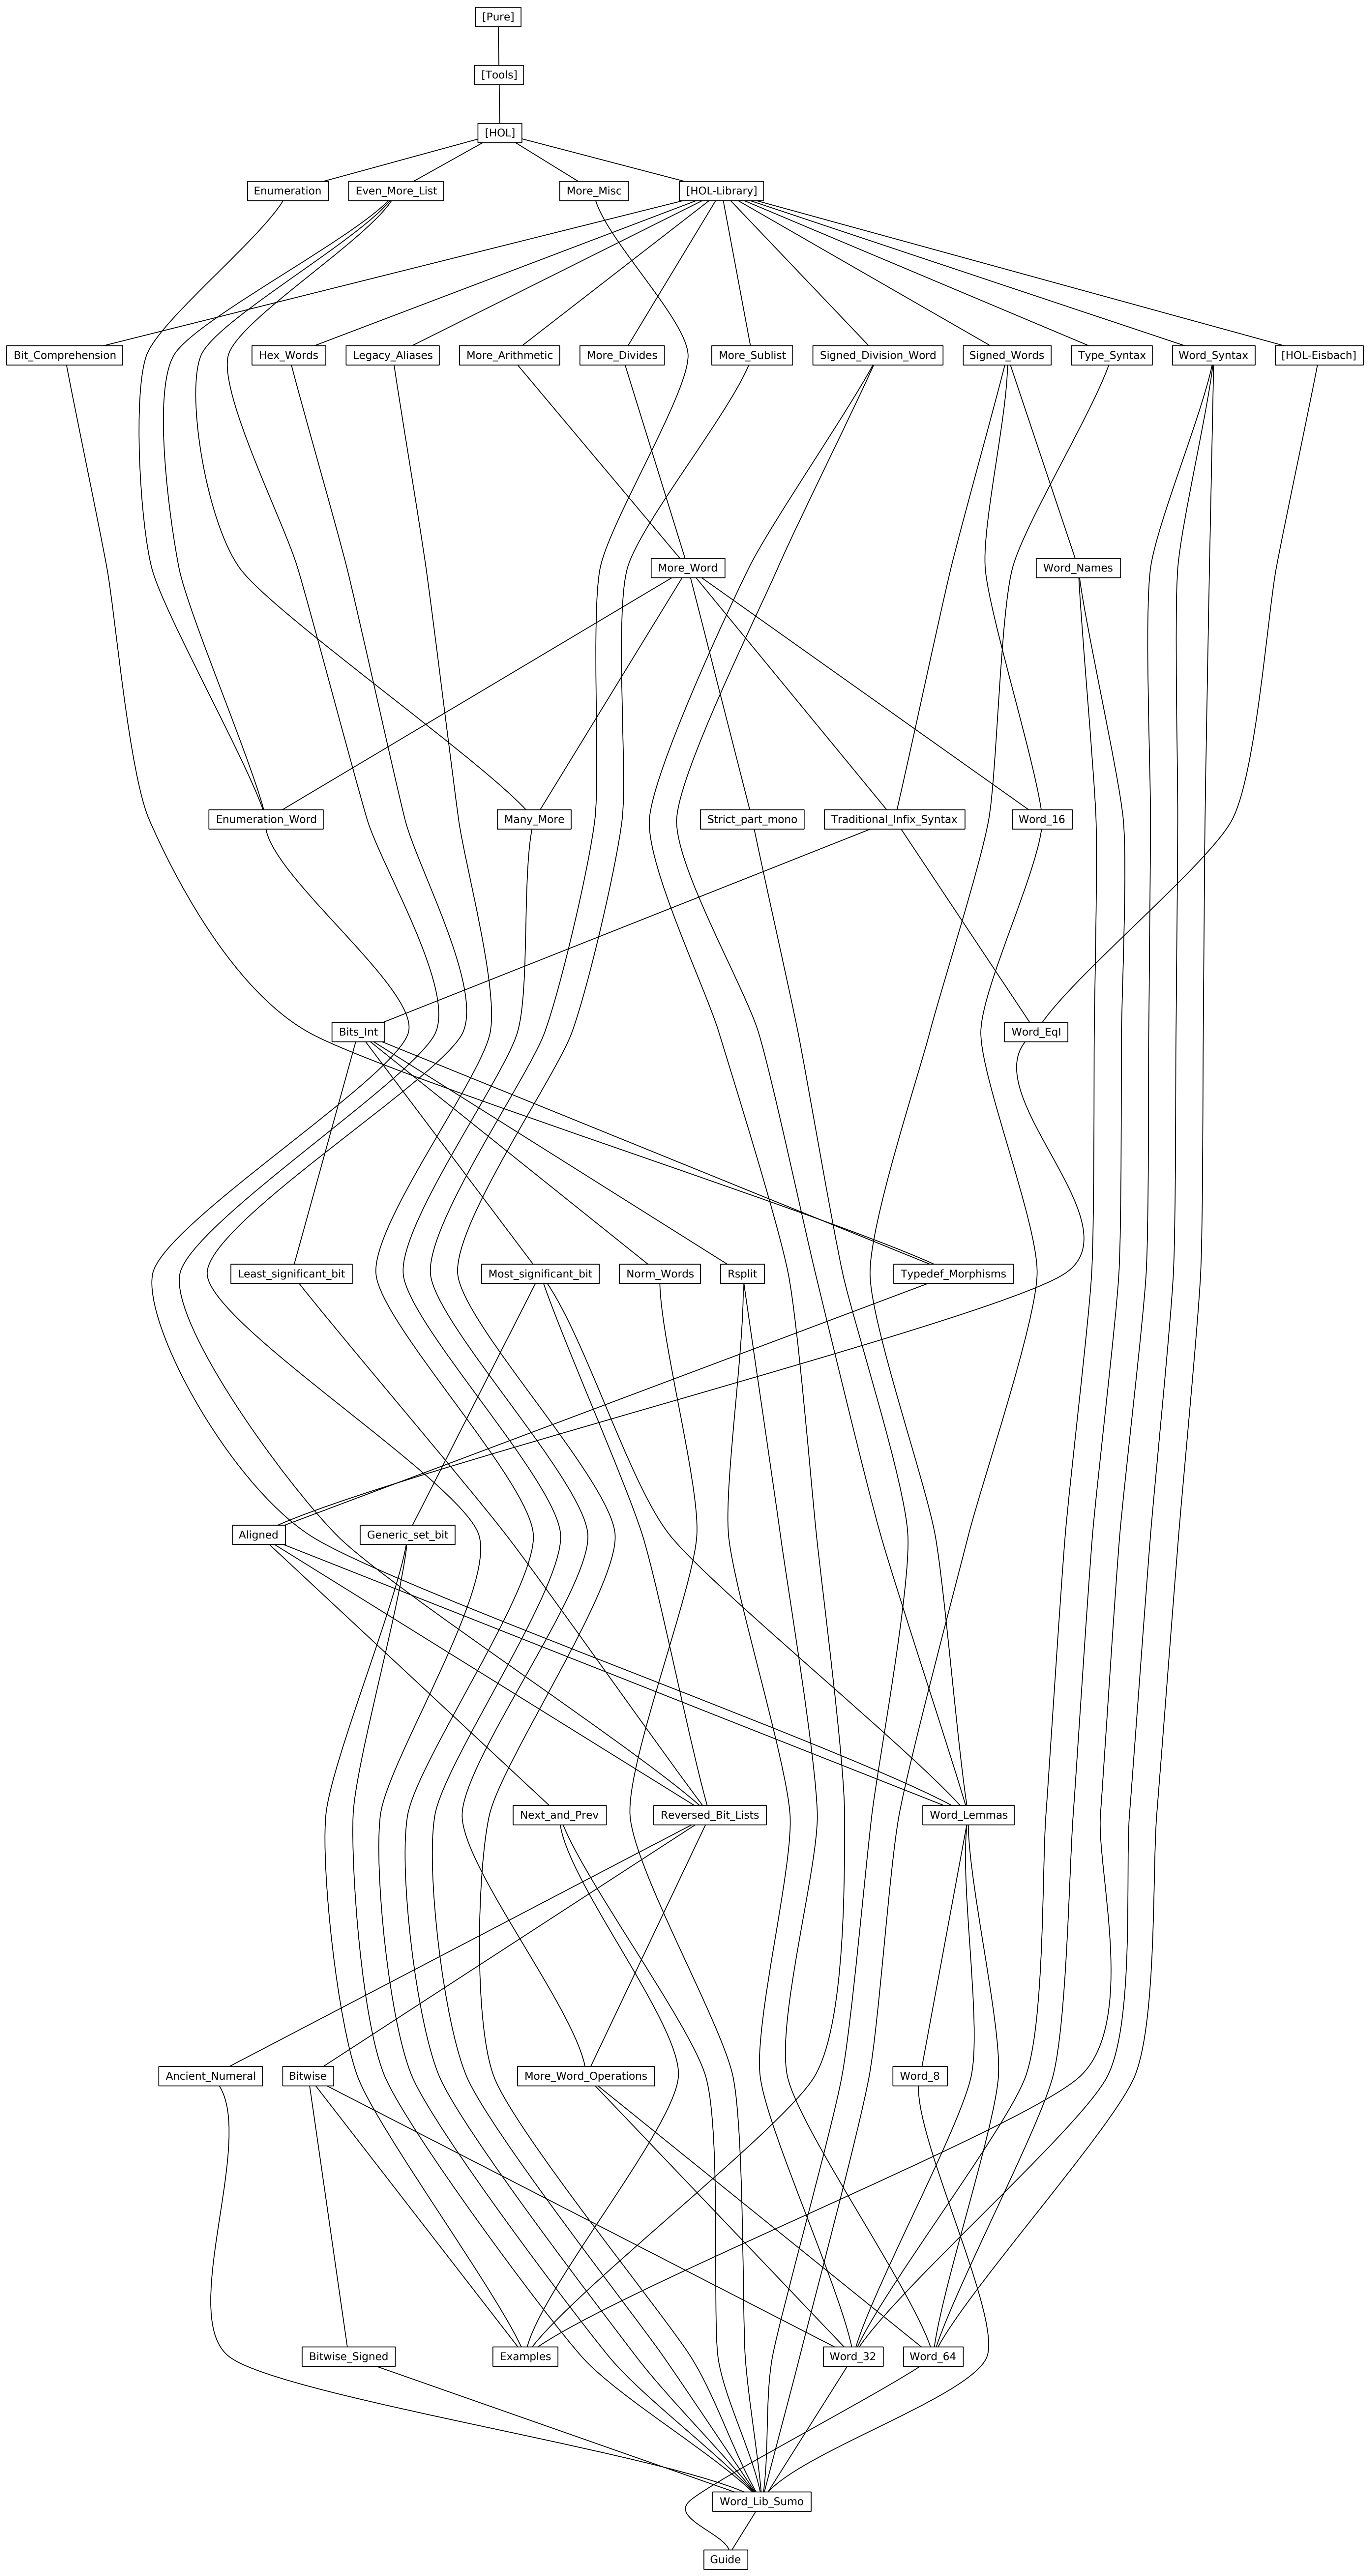 [Pure]
[Tools]
[HOL]
Enumeration
Even_More_List
More_Misc
[HOL-Library]
Bit_Comprehension
Hex_Words
Legacy_Aliases
More_Arithmetic
More_Divides
More_Sublist
Signed_Division_Word
Signed_Words
Type_Syntax
Word_Syntax
[HOL-Eisbach]
More_Word
Word_Names
Enumeration_Word
Many_More
Strict_part_mono
Traditional_Infix_Syntax
Word_16
Bits_Int
Word_EqI
Least_significant_bit
Most_significant_bit
Norm_Words
Rsplit
Typedef_Morphisms
Aligned
Generic_set_bit
Next_and_Prev
Reversed_Bit_Lists
Word_Lemmas
Ancient_Numeral
Bitwise
More_Word_Operations
Word_8
Bitwise_Signed
Examples
Word_32
Word_64
Word_Lib_Sumo
Guide